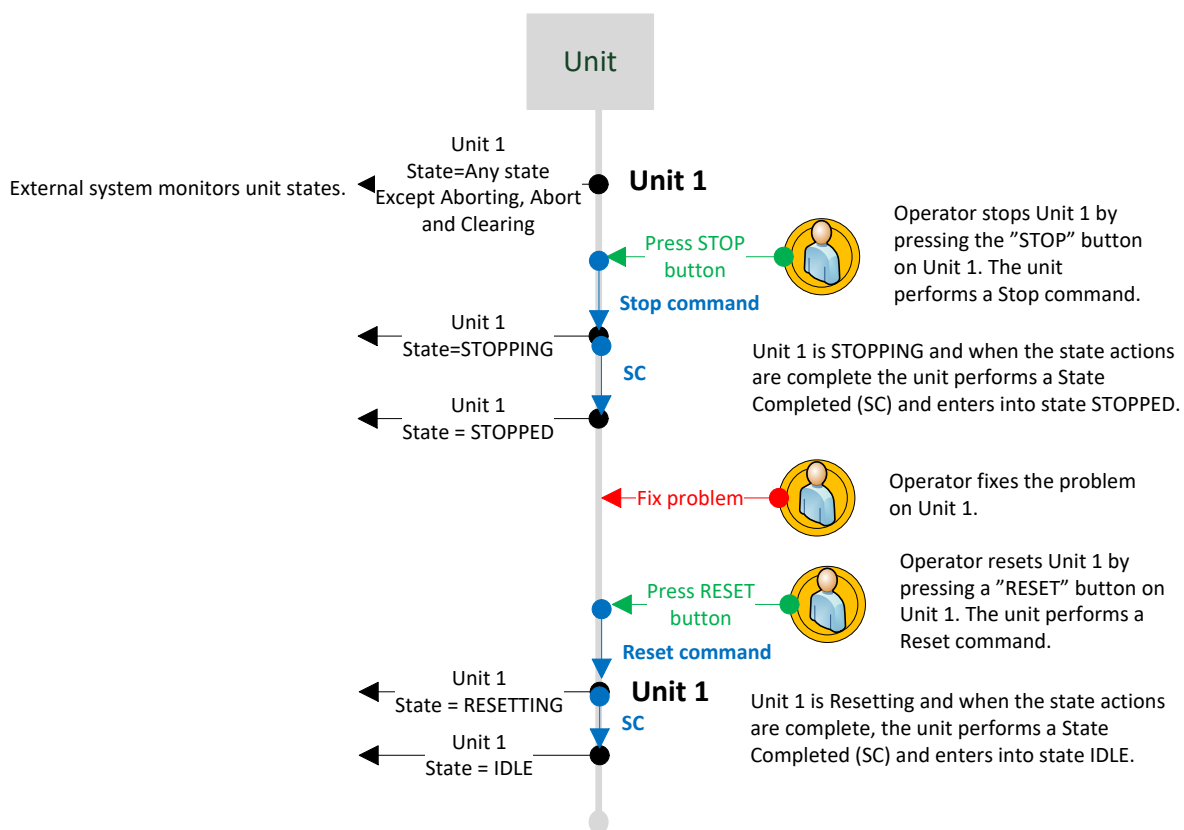 Unit
Unit 1
State=Any state
Except Aborting, Abort
and Clearing
External system monitors unit states.
Unit 1
Operator stops Unit 1 by
pressing the ”STOP” button
on Unit 1. The unit
performs a Stop command.
Press STOP
button
Stop command
Unit 1
State=STOPPING
Unit 1 is STOPPING and when the state actions
are complete the unit performs a State
Completed (SC) and enters into state STOPPED.
SC
Unit 1
State = STOPPED
Fix problem
Operator fixes the problem
on Unit 1.
Operator resets Unit 1 by
pressing a ”RESET” button on
Unit 1. The unit performs a
Reset command.
Press RESET
button
Reset command
Unit 1
State = RESETTING
Unit 1
Unit 1 is Resetting and when the state actions
are complete, the unit performs a State
Completed (SC) and enters into state IDLE.
SC
Unit 1
State = IDLE